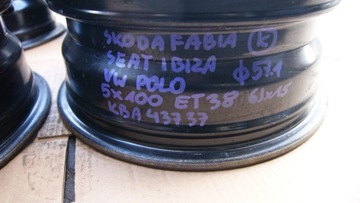 SKODA FABIA (k)
SEAT IBIZA
VW POLO ϕ57.1
5x100 ET38 6Jx15
KBA 43737